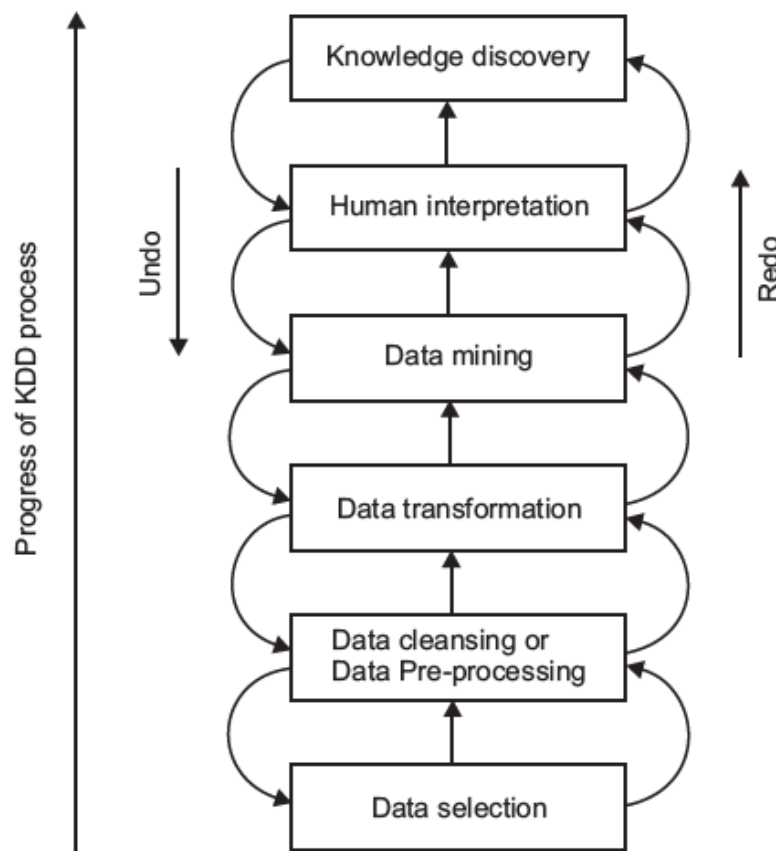 Knowledge discovery
Human interpretation
Undo
Redo
Data mining
Progress of KDD process
Data transformation
Data cleansing or
Data Pre-processing
Data selection